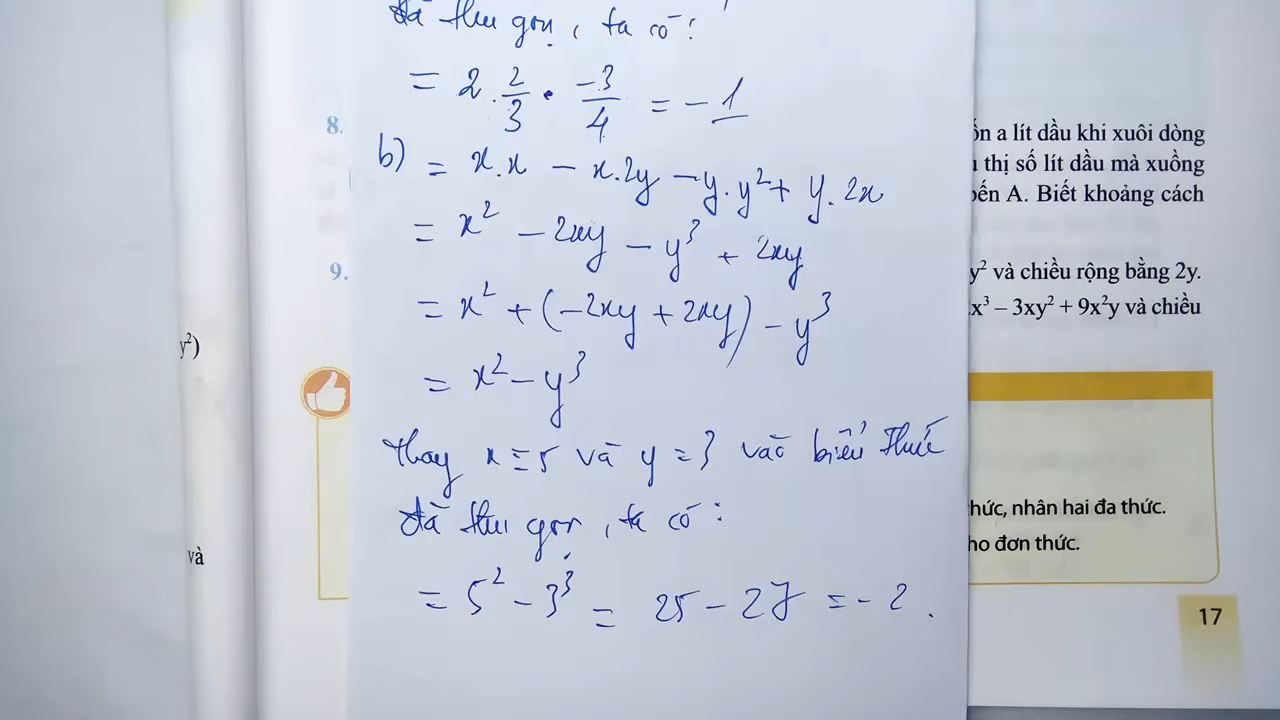 đã thu gọn, ta có:
= 2 . 2/3 . -3/4 = -1
b) = x.x - x.2y - y.y² + y.2x
= x² - 2xy - y³ + 2xy
= x² + (-2xy + 2xy) - y³
= x² - y³
Thay x = 5 và y = 3 vào biểu thức
đã thu gọn, ta có:
= 5² - 3³ = 25 - 27 = -2.
y²)
và
8.
ốn a lít dầu khi xuôi dòng
thị số lít dầu mà xuồng
bến A. Biết khoảng cách
9.
y² và chiều rộng bằng 2y.
x³ – 3xy² + 9x²y và chiều
hức, nhân hai đa thức.
ho đơn thức.
17